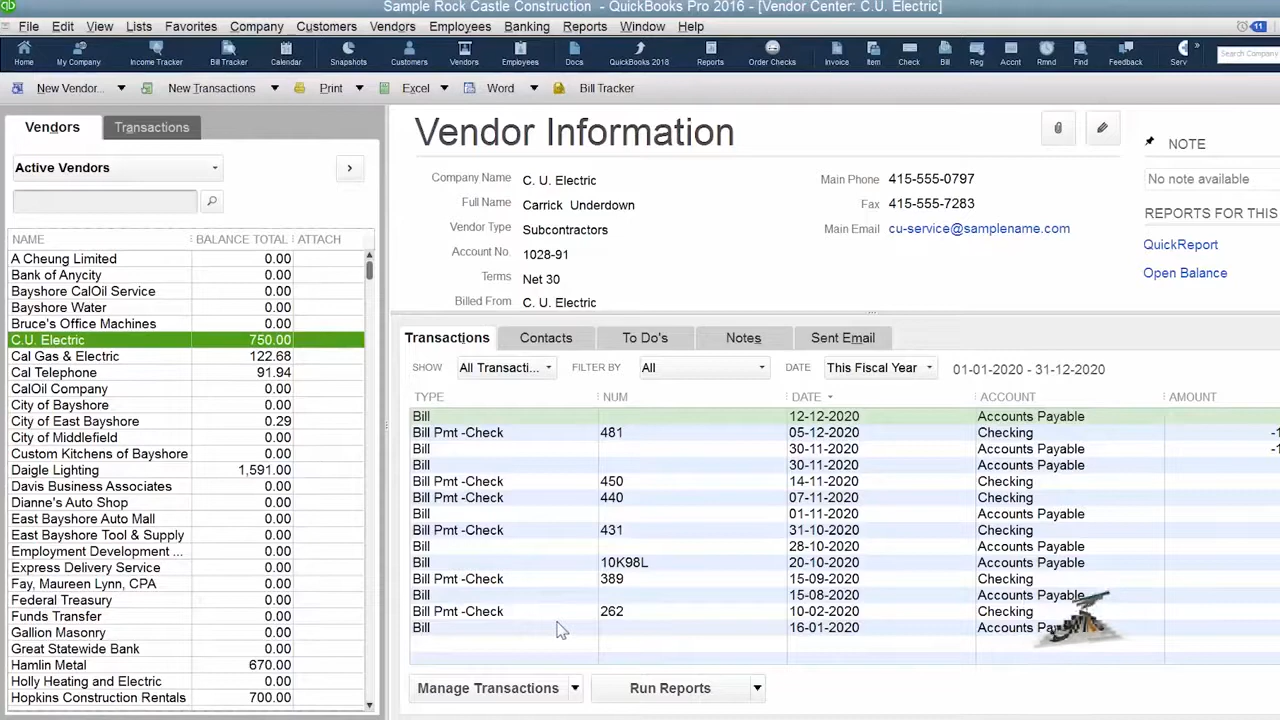 Sample Rock Castle Construction - QuickBooks Pro 2016 - [Vendor Center: C.U. Electric]
File Edit View Lists Favorites Company Customers Vendors Employees Banking Reports Window Help 11
Home My Company Income Tracker Bill Tracker Calendar Snapshots Customers Vendors Employees Docs QuickBooks 2018 Reports Order Checks Invoice Item Check Bill Reg Accnt Rmnd Find Feedback Serv » Search Company
New Vendor... New Transactions Print Excel Word Bill Tracker
Vendors Transactions
Active Vendors
NAME BALANCE TOTAL ATTACH
A Cheung Limited 0.00
Bank of Anycity 0.00
Bayshore CalOil Service 0.00
Bayshore Water 0.00
Bruce's Office Machines 0.00
C.U. Electric 750.00
Cal Gas & Electric 122.68
Cal Telephone 91.94
CalOil Company 0.00
City of Bayshore 0.00
City of East Bayshore 0.29
City of Middlefield 0.00
Custom Kitchens of Bayshore 0.00
Daigle Lighting 1,591.00
Davis Business Associates 0.00
Dianne's Auto Shop 0.00
East Bayshore Auto Mall 0.00
East Bayshore Tool & Supply 0.00
Employment Development ... 0.00
Express Delivery Service 0.00
Fay, Maureen Lynn, CPA 0.00
Federal Treasury 0.00
Funds Transfer 0.00
Gallion Masonry 0.00
Great Statewide Bank 0.00
Hamlin Metal 670.00
Holly Heating and Electric 0.00
Hopkins Construction Rentals 700.00
Vendor Information
Company Name C. U. Electric
Full Name Carrick Underdown
Vendor Type Subcontractors
Account No. 1028-91
Terms Net 30
Billed From C. U. Electric
Main Phone 415-555-0797
Fax 415-555-7283
Main Email cu-service@samplename.com
NOTE
No note available
REPORTS FOR THIS
QuickReport
Open Balance
Transactions Contacts To Do's Notes Sent Email
SHOW All Transacti... FILTER BY All DATE This Fiscal Year 01-01-2020 - 31-12-2020
TYPE NUM DATE ACCOUNT AMOUNT
Bill 12-12-2020 Accounts Payable
Bill Pmt -Check 481 05-12-2020 Checking -1
Bill 30-11-2020 Accounts Payable -1
Bill 30-11-2020 Accounts Payable
Bill Pmt -Check 450 14-11-2020 Checking
Bill Pmt -Check 440 07-11-2020 Checking
Bill 01-11-2020 Accounts Payable
Bill Pmt -Check 431 31-10-2020 Checking
Bill 28-10-2020 Accounts Payable
Bill 10K98L 20-10-2020 Accounts Payable
Bill Pmt -Check 389 15-09-2020 Checking
Bill 15-08-2020 Accounts Payable
Bill Pmt -Check 262 10-02-2020 Checking
Bill 16-01-2020 Accounts Payable
Manage Transactions Run Reports